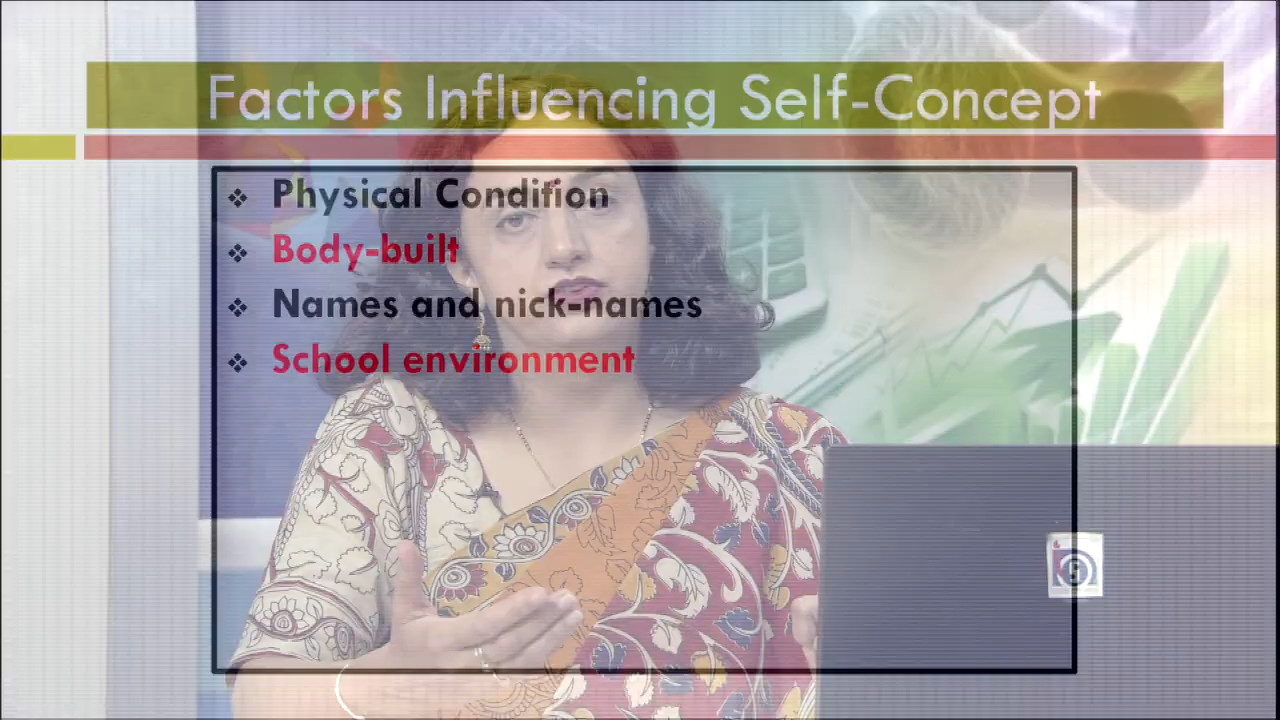 Factors Influencing Self-Concept
Physical Condition
Body-built
Names and nick-names
School environment